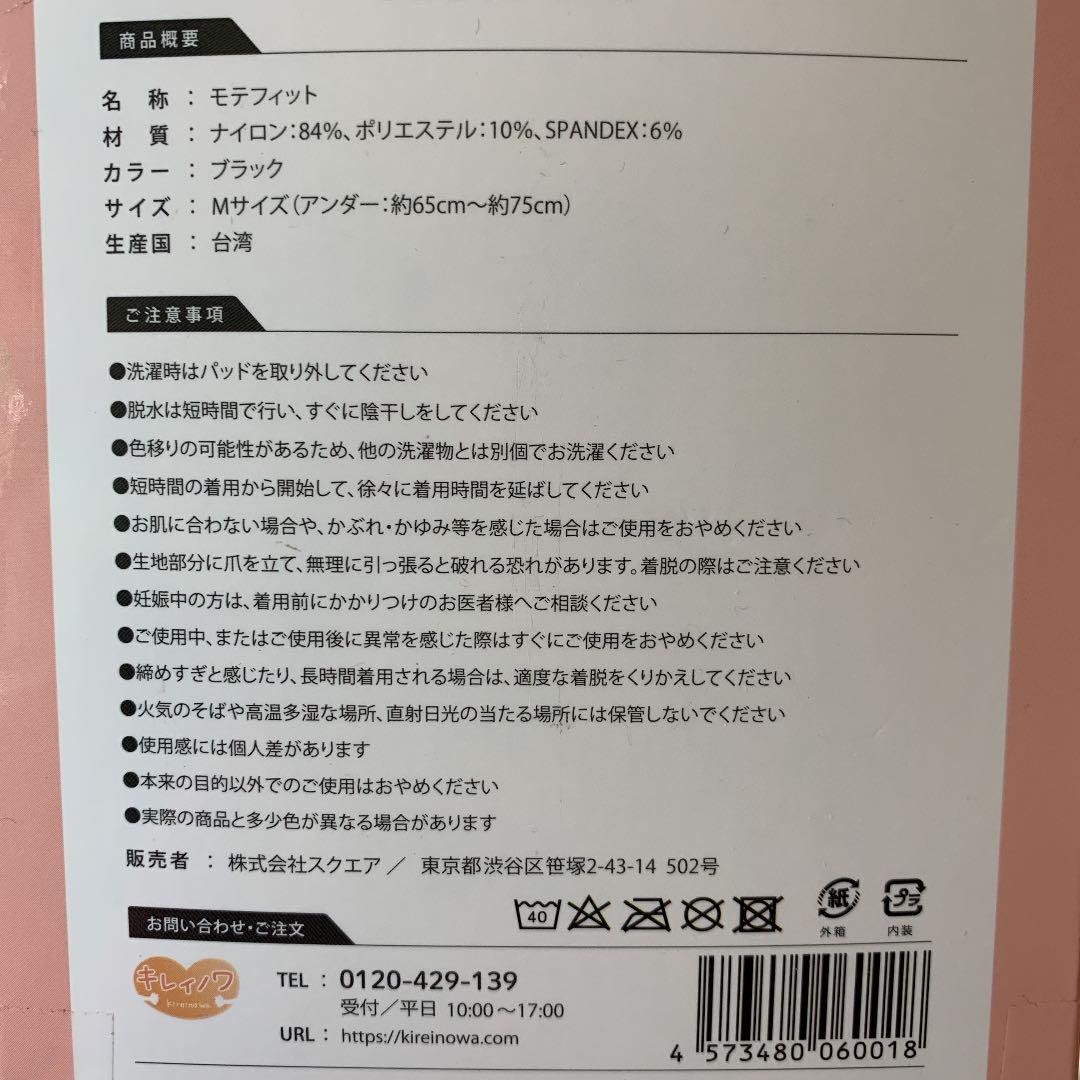 商品概要
名 称 : モテフィット
材 質 : ナイロン:84%、ポリエステル:10%、SPANDEX:6%
カラー : ブラック
サイズ : Mサイズ(アンダー:約65cm〜約75cm)
生産国 : 台湾
ご注意事項
●洗濯時はパッドを取り外してください
●脱水は短時間で行い、すぐに陰干しをしてください
●色移りの可能性があるため、他の洗濯物とは別個でお洗濯ください
●短時間の着用から開始して、徐々に着用時間を延ばしてください
●お肌に合わない場合や、かぶれ・かゆみ等を感じた場合はご使用をおやめください
●生地部分に爪を立て、無理に引っ張ると破れる恐れがあります。着脱の際はご注意ください
●妊娠中の方は、着用前にかかりつけのお医者様へご相談ください
●ご使用中、またはご使用後に異常を感じた際はすぐにご使用をおやめください
●締めすぎと感じたり、長時間着用される場合は、適度な着脱をくりかえしてください
●火気のそばや高温多湿な場所、直射日光の当たる場所には保管しないでください
●使用感には個人差があります
●本来の目的以外でのご使用はおやめください
●実際の商品と多少色が異なる場合があります
販売者 : 株式会社スクエア / 東京都渋谷区笹塚2-43-14 502号
40
紙
外箱
プラ
内装
お問い合わせ・ご注文
キレイノワ
kireinowa
TEL : 0120-429-139
受付/平日 10:00〜17:00
URL : https://kireinowa.com
4 573480 060018